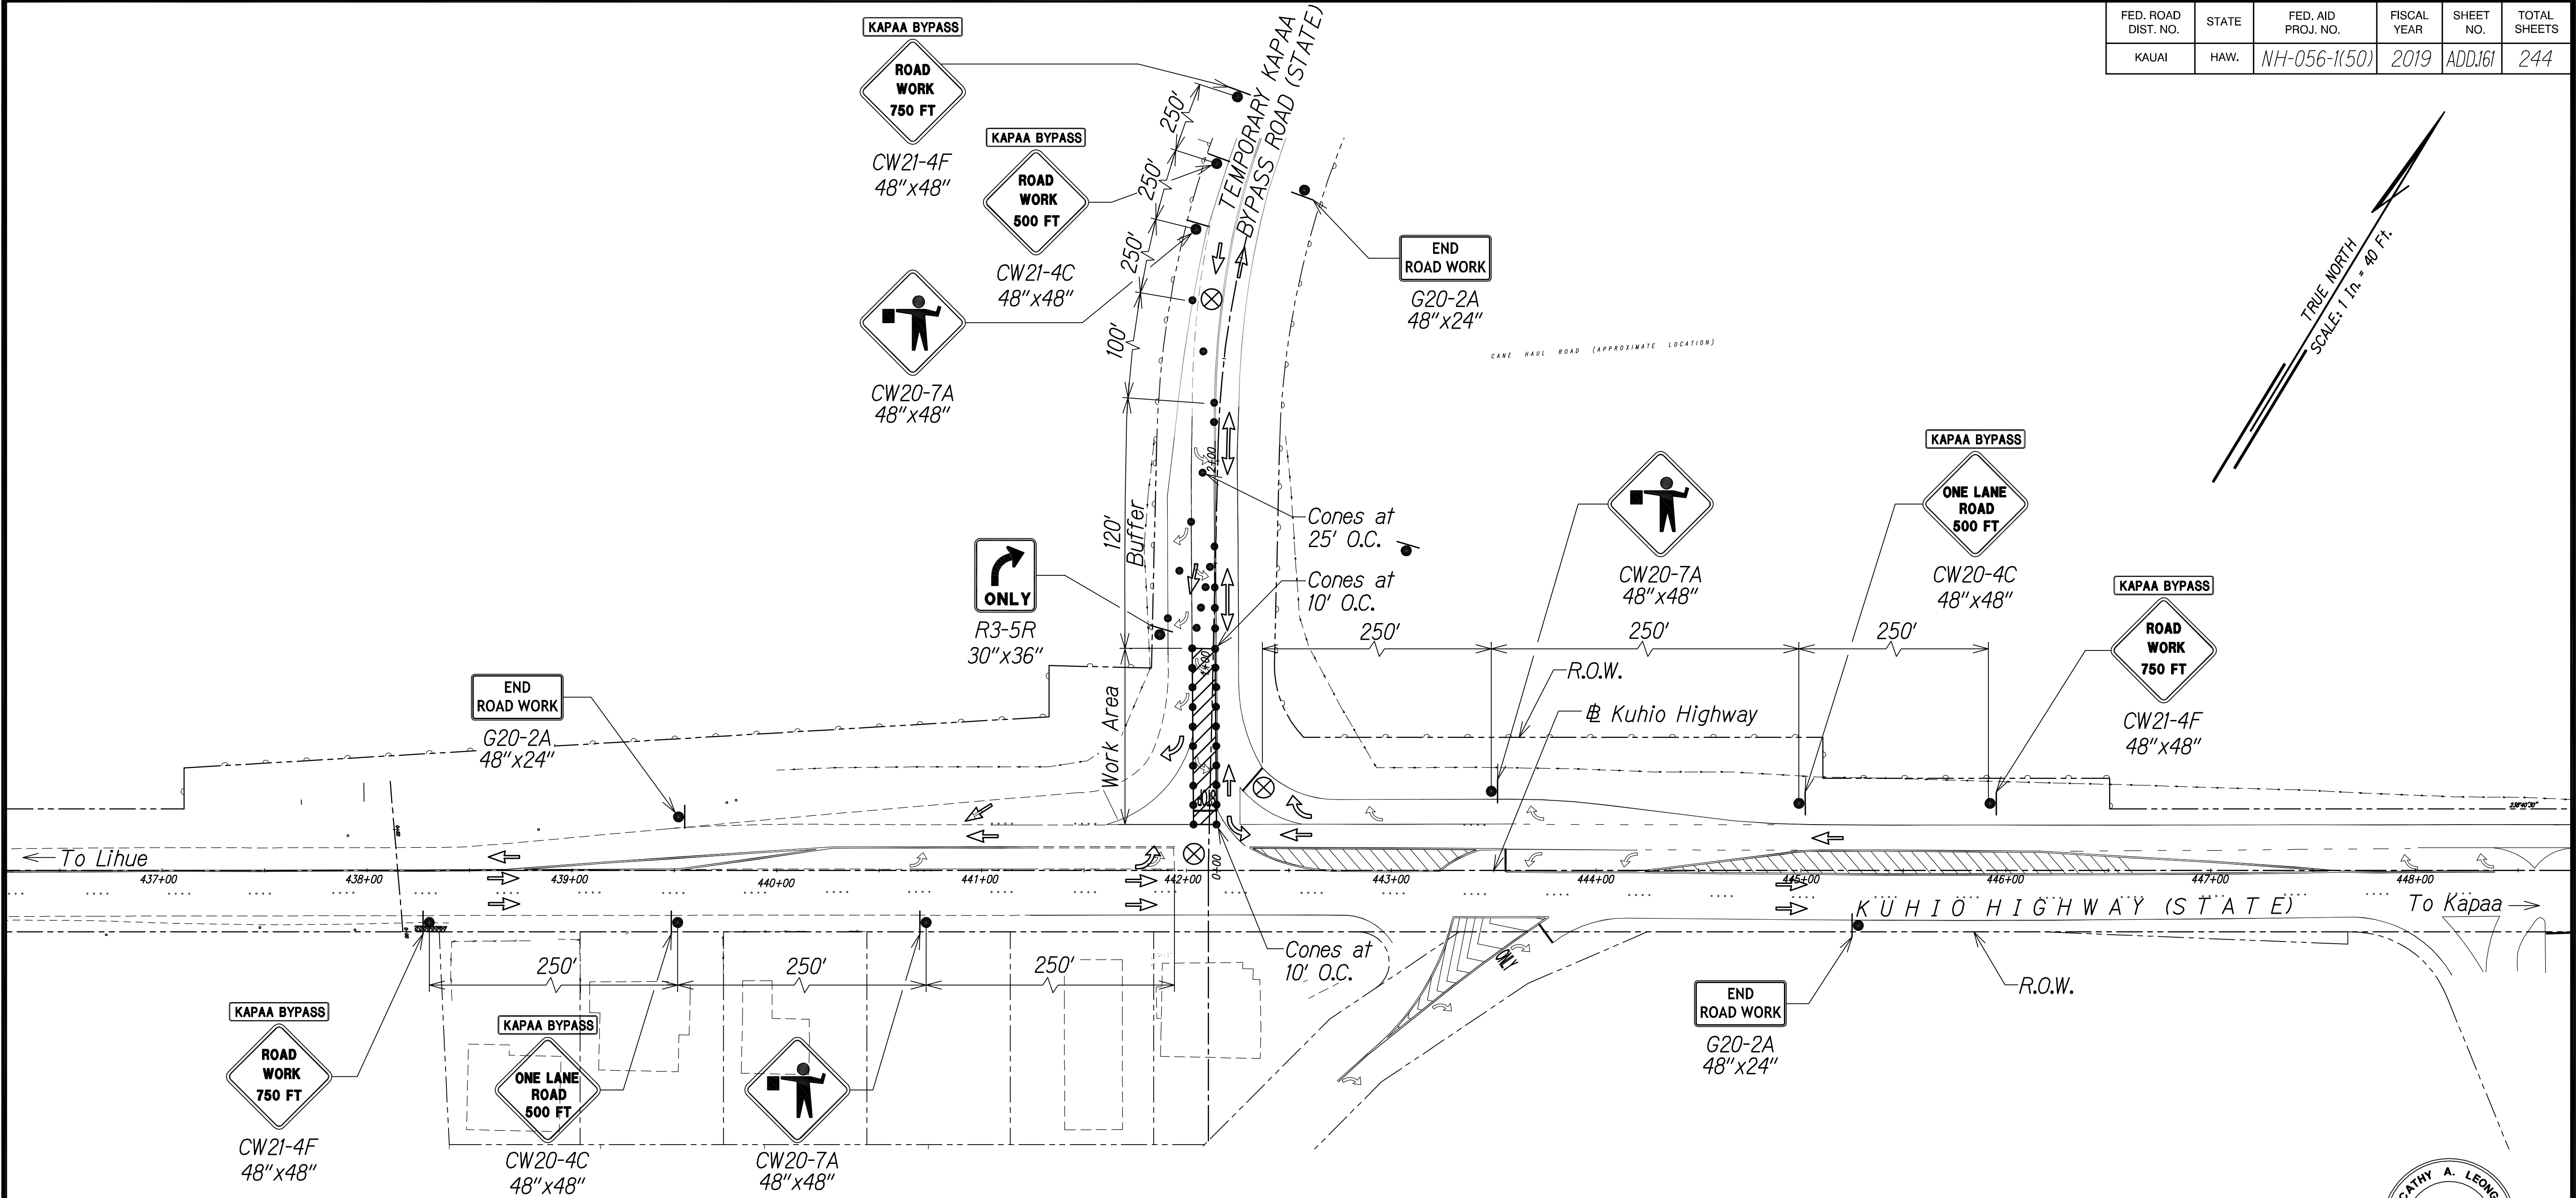 FED. ROAD DIST. NO.
STATE
FED. AID PROJ. NO.
FISCAL YEAR
SHEET NO.
TOTAL SHEETS
KAUAI
HAW.
NH-056-1(50)
2019
ADD.161
244
KAPAA BYPASS
ROAD
WORK
750 FT
CW21-4F
48"x48"
KAPAA BYPASS
ROAD
WORK
500 FT
CW21-4C
48"x48"
CW20-7A
48"x48"
250'
250'
250'
100'
120'
Buffer
Work Area
TEMPORARY KAPAA
BYPASS ROAD (STATE)
END
ROAD WORK
G20-2A
48"x24"
CANE HAUL ROAD (APPROXIMATE LOCATION)
TRUE NORTH
SCALE: 1 In. = 40 Ft.
ONLY
R3-5R
30"x36"
2+00
1+00
0+00
Cones at
25' O.C.
Cones at
10' O.C.
CW20-7A
48"x48"
KAPAA BYPASS
ONE LANE
ROAD
500 FT
CW20-4C
48"x48"
KAPAA BYPASS
ROAD
WORK
750 FT
CW21-4F
48"x48"
250'
250'
250'
R.O.W.
Kuhio Highway
END
ROAD WORK
G20-2A
48"x24"
To Lihue
437+00
438+00
439+00
440+00
441+00
442+00
443+00
444+00
445+00
446+00
447+00
448+00
KUHIO HIGHWAY (STATE)
To Kapaa
Cones at
10' O.C.
ONLY
250'
250'
250'
R.O.W.
END
ROAD WORK
G20-2A
48"x24"
KAPAA BYPASS
ROAD
WORK
750 FT
CW21-4F
48"x48"
KAPAA BYPASS
ONE LANE
ROAD
500 FT
CW20-4C
48"x48"
CW20-7A
48"x48"
CATHY A. LEONG